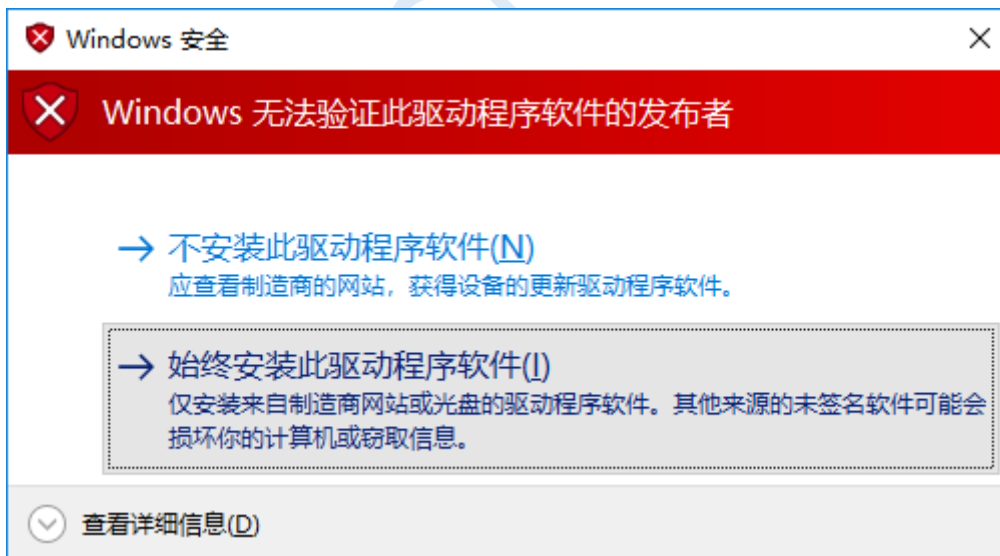 Windows 安全
Windows 无法验证此驱动程序软件的发布者
不安装此驱动程序软件(N)
应查看制造商的网站，获得设备的更新驱动程序软件。
始终安装此驱动程序软件(I)
仅安装来自制造商网站或光盘的驱动程序软件。其他来源的未签名软件可能会
损坏你的计算机或窃取信息。
查看详细信息(D)